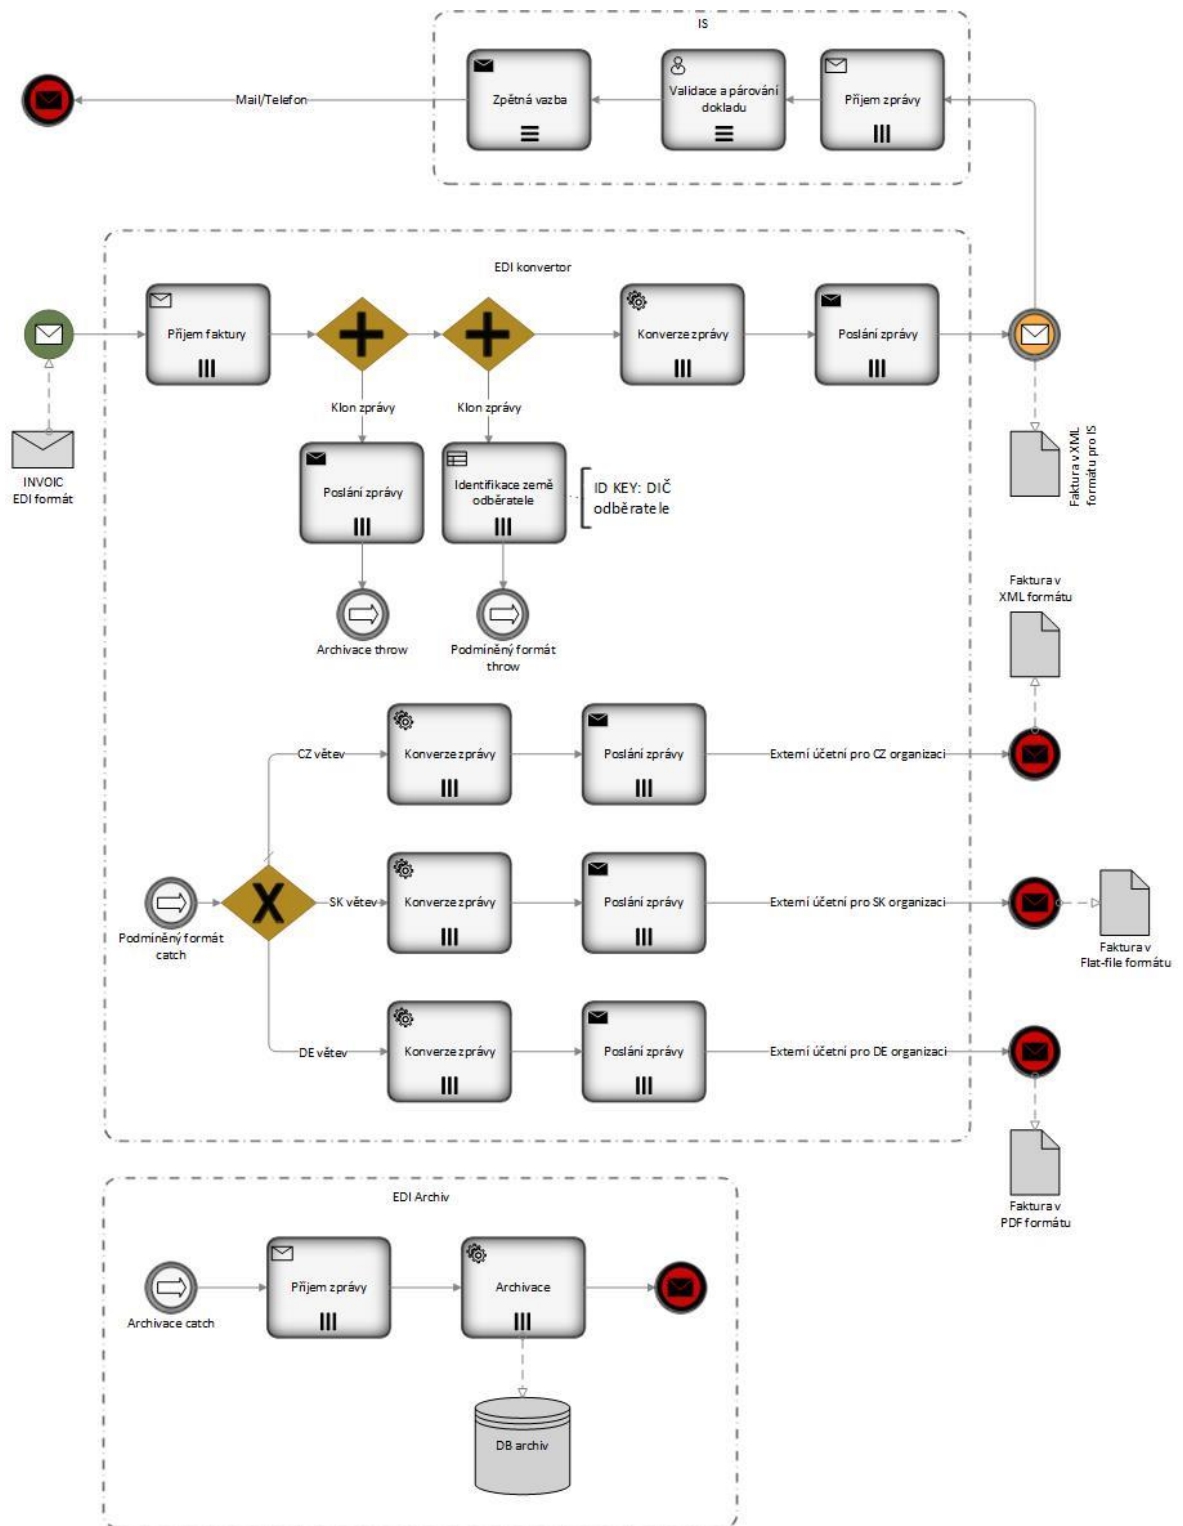 IS
Zpětná vazba
Validace a párování
dokladu
Příjem zprávy
Mail/Telefon
EDI konvertor
Příjem faktury
Konverze zprávy
Poslání zprávy
Klon zprávy
Klon zprávy
INVOIC
EDI formát
Poslání zprávy
Identifikace země
odběratele
ID KEY: DIČ
odběratele
Faktura v XML
formátu pro IS
Archivace throw
Podmíněný formát
throw
Faktura v
XML formátu
CZ větev
Konverze zprávy
Poslání zprávy
Externí účetní pro CZ organizaci
Podmíněný formát
catch
X
SK větev
Konverze zprávy
Poslání zprávy
Externí účetní pro SK organizaci
Faktura v
Flat-file formátu
DE větev
Konverze zprávy
Poslání zprávy
Externí účetní pro DE organizaci
Faktura v
PDF formátu
EDI Archiv
Archivace catch
Příjem zprávy
Archivace
DB archiv